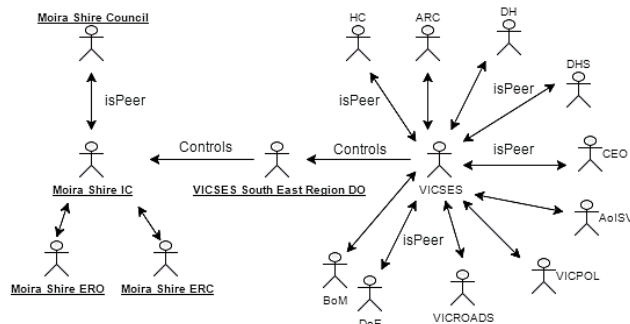 Moira Shire Council
HC
ARC
DH
DHS
isPeer
isPeer
isPeer
isPeer
CEO
Controls
Controls
Moira Shire IC
VICSES South East Region DO
VICSES
AoISV
isPeer
Moira Shire ERO
Moira Shire ERC
BoM
VICROADS
VICPOL